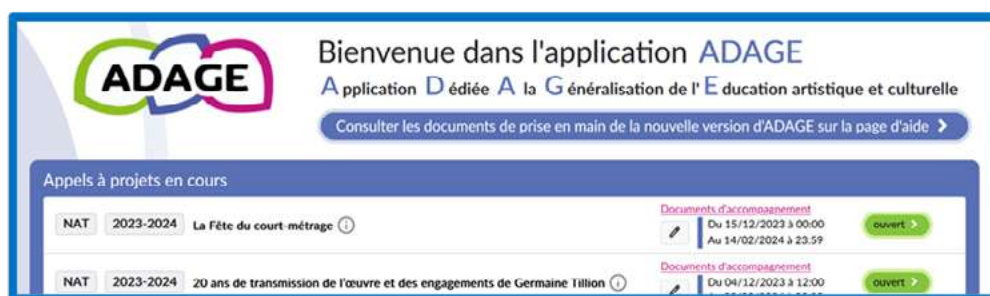 ADAGE
Bienvenue dans l'application ADAGE
Application Dédiée A la Généralisation de l'Education artistique et culturelle
Consulter les documents de prise en main de la nouvelle version d'ADAGE sur la page d'aide
Appels à projets en cours
Documents d'accompagnement
NAT 2023-2024 La Fête du court-métrage Du 15/12/2023 à 00:00 ouvert
Au 14/02/2024 à 23:59
Documents d'accompagnement
NAT 2023-2024 20 ans de transmission de l'œuvre et des engagements de Germaine Tillion Du 04/12/2023 à 12:00 ouvert